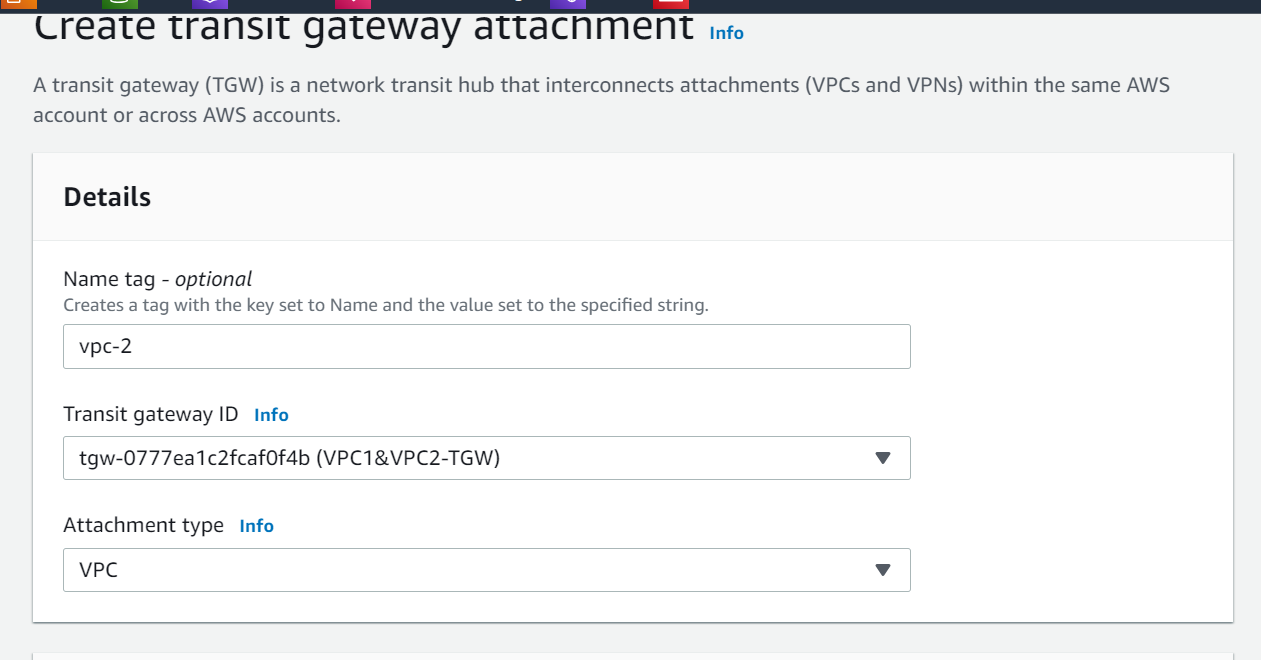 Create transit gateway attachment Info
A transit gateway (TGW) is a network transit hub that interconnects attachments (VPCs and VPNs) within the same AWS
account or across AWS accounts.
Details
Name tag - optional
Creates a tag with the key set to Name and the value set to the specified string.
vpc-2
Transit gateway ID Info
tgw-0777ea1c2fcaf0f4b (VPC1&VPC2-TGW)
Attachment type Info
VPC